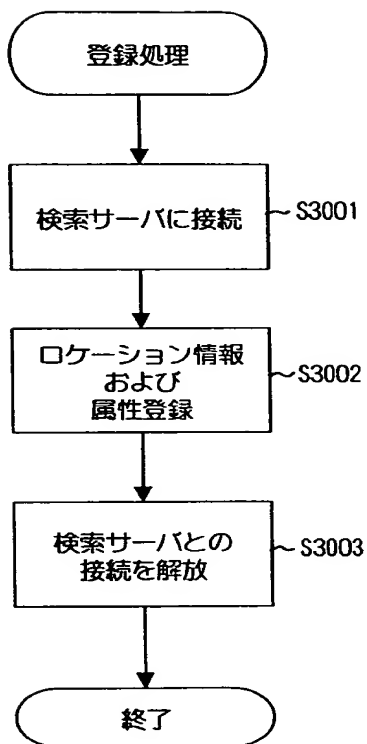 登録処理
検索サーバに接続
S3001
ロケーション情報
および
属性登録
S3002
検索サーバとの
接続を解放
S3003
終了